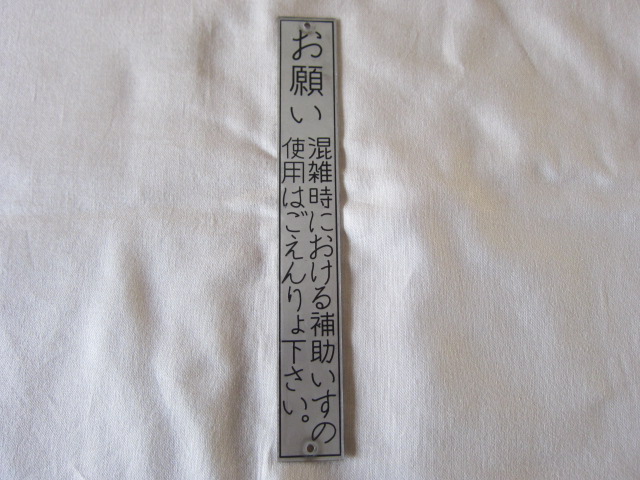 お願い
混雑時における補助いすの
使用はごえんりょ下さい。